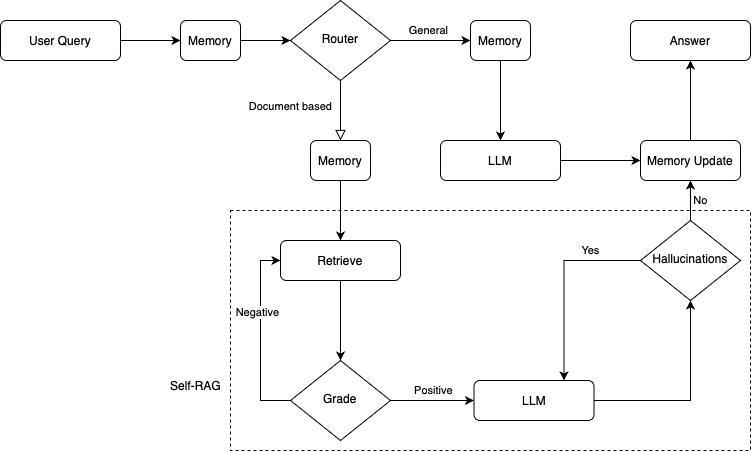 User Query
Memory
Router
General
Memory
Answer
Document based
Memory
LLM
Memory Update
No
Retrieve
Yes
Hallucinations
Negative
Self-RAG
Grade
Positive
LLM